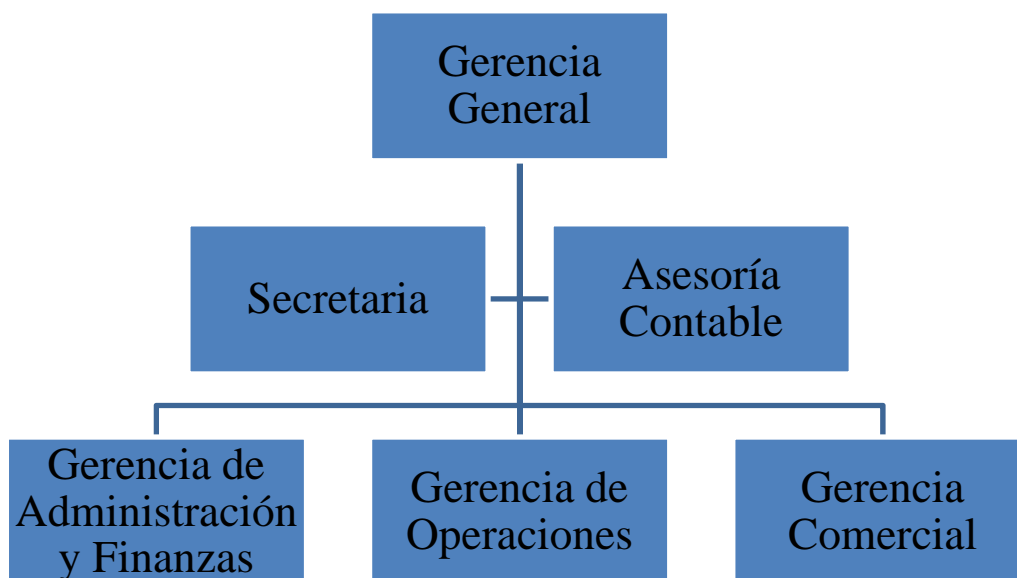 Gerencia
General
Secretaria
Asesoría
Contable
Gerencia de
Administración
y Finanzas
Gerencia de
Operaciones
Gerencia
Comercial